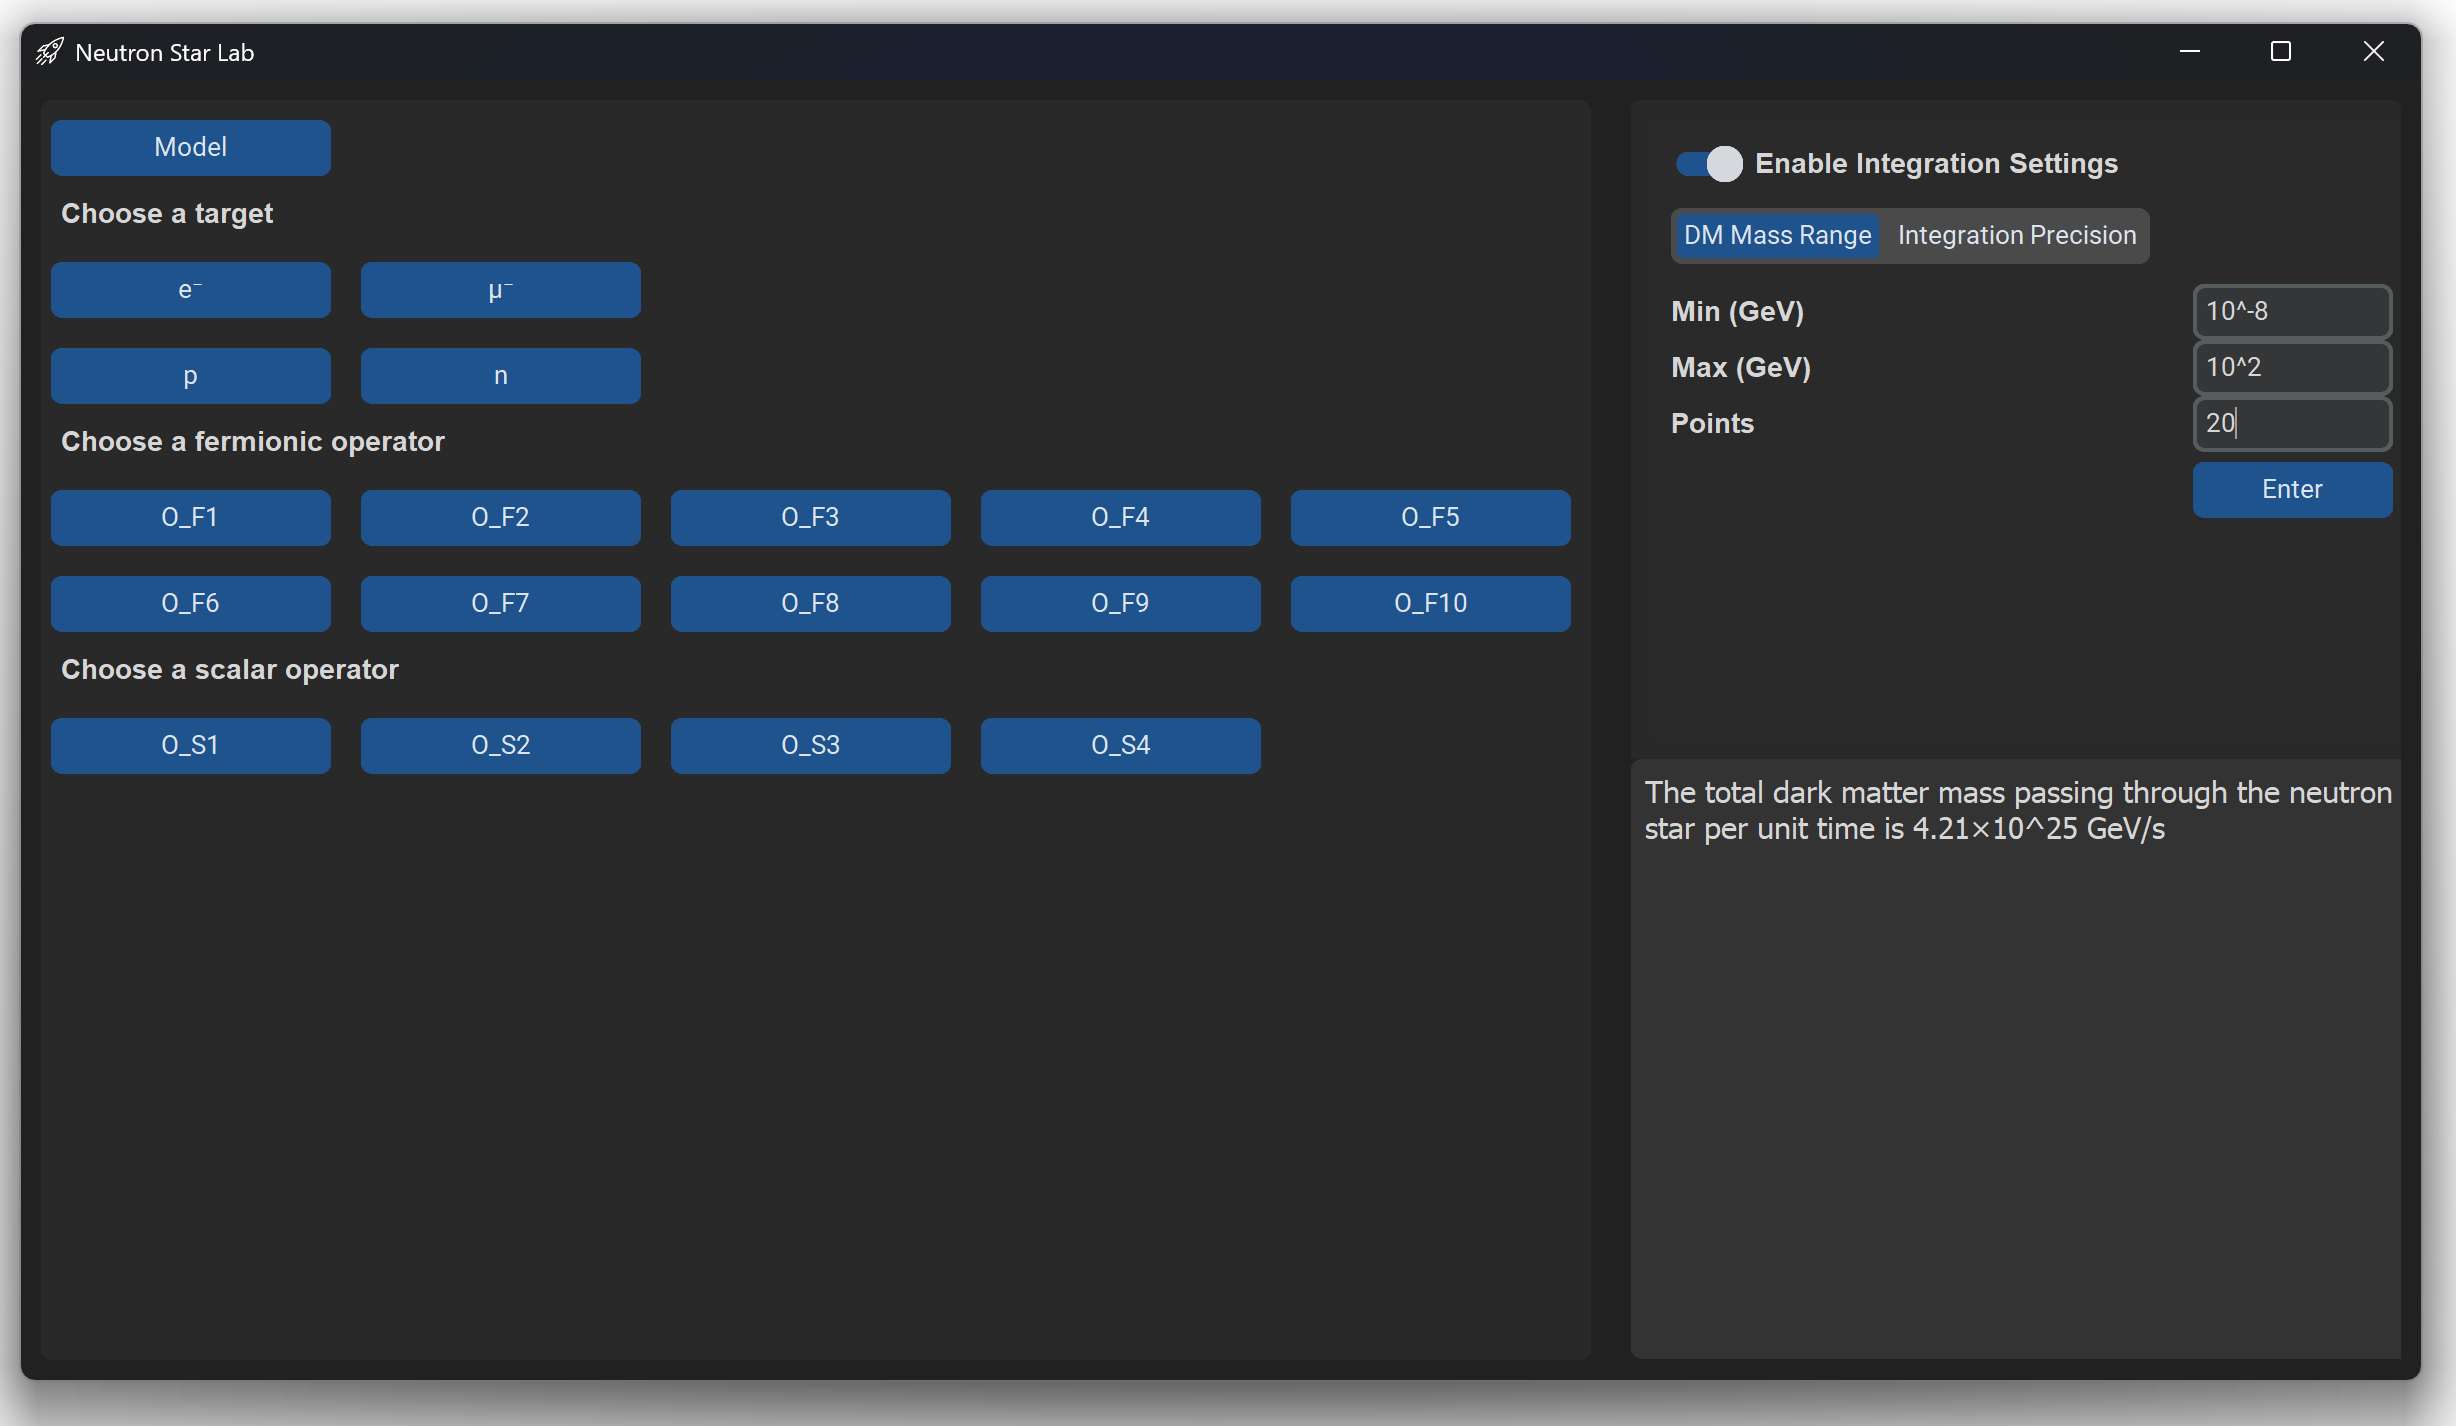 Neutron Star Lab
Model
Choose a target
e⁻ μ⁻
p n
Choose a fermionic operator
O_F1 O_F2 O_F3 O_F4 O_F5
O_F6 O_F7 O_F8 O_F9 O_F10
Choose a scalar operator
O_S1 O_S2 O_S3 O_S4
Enable Integration Settings
DM Mass Range Integration Precision
Min (GeV) 10^-8
Max (GeV) 10^2
Points 20
Enter
The total dark matter mass passing through the neutron
star per unit time is 4.21×10^25 GeV/s